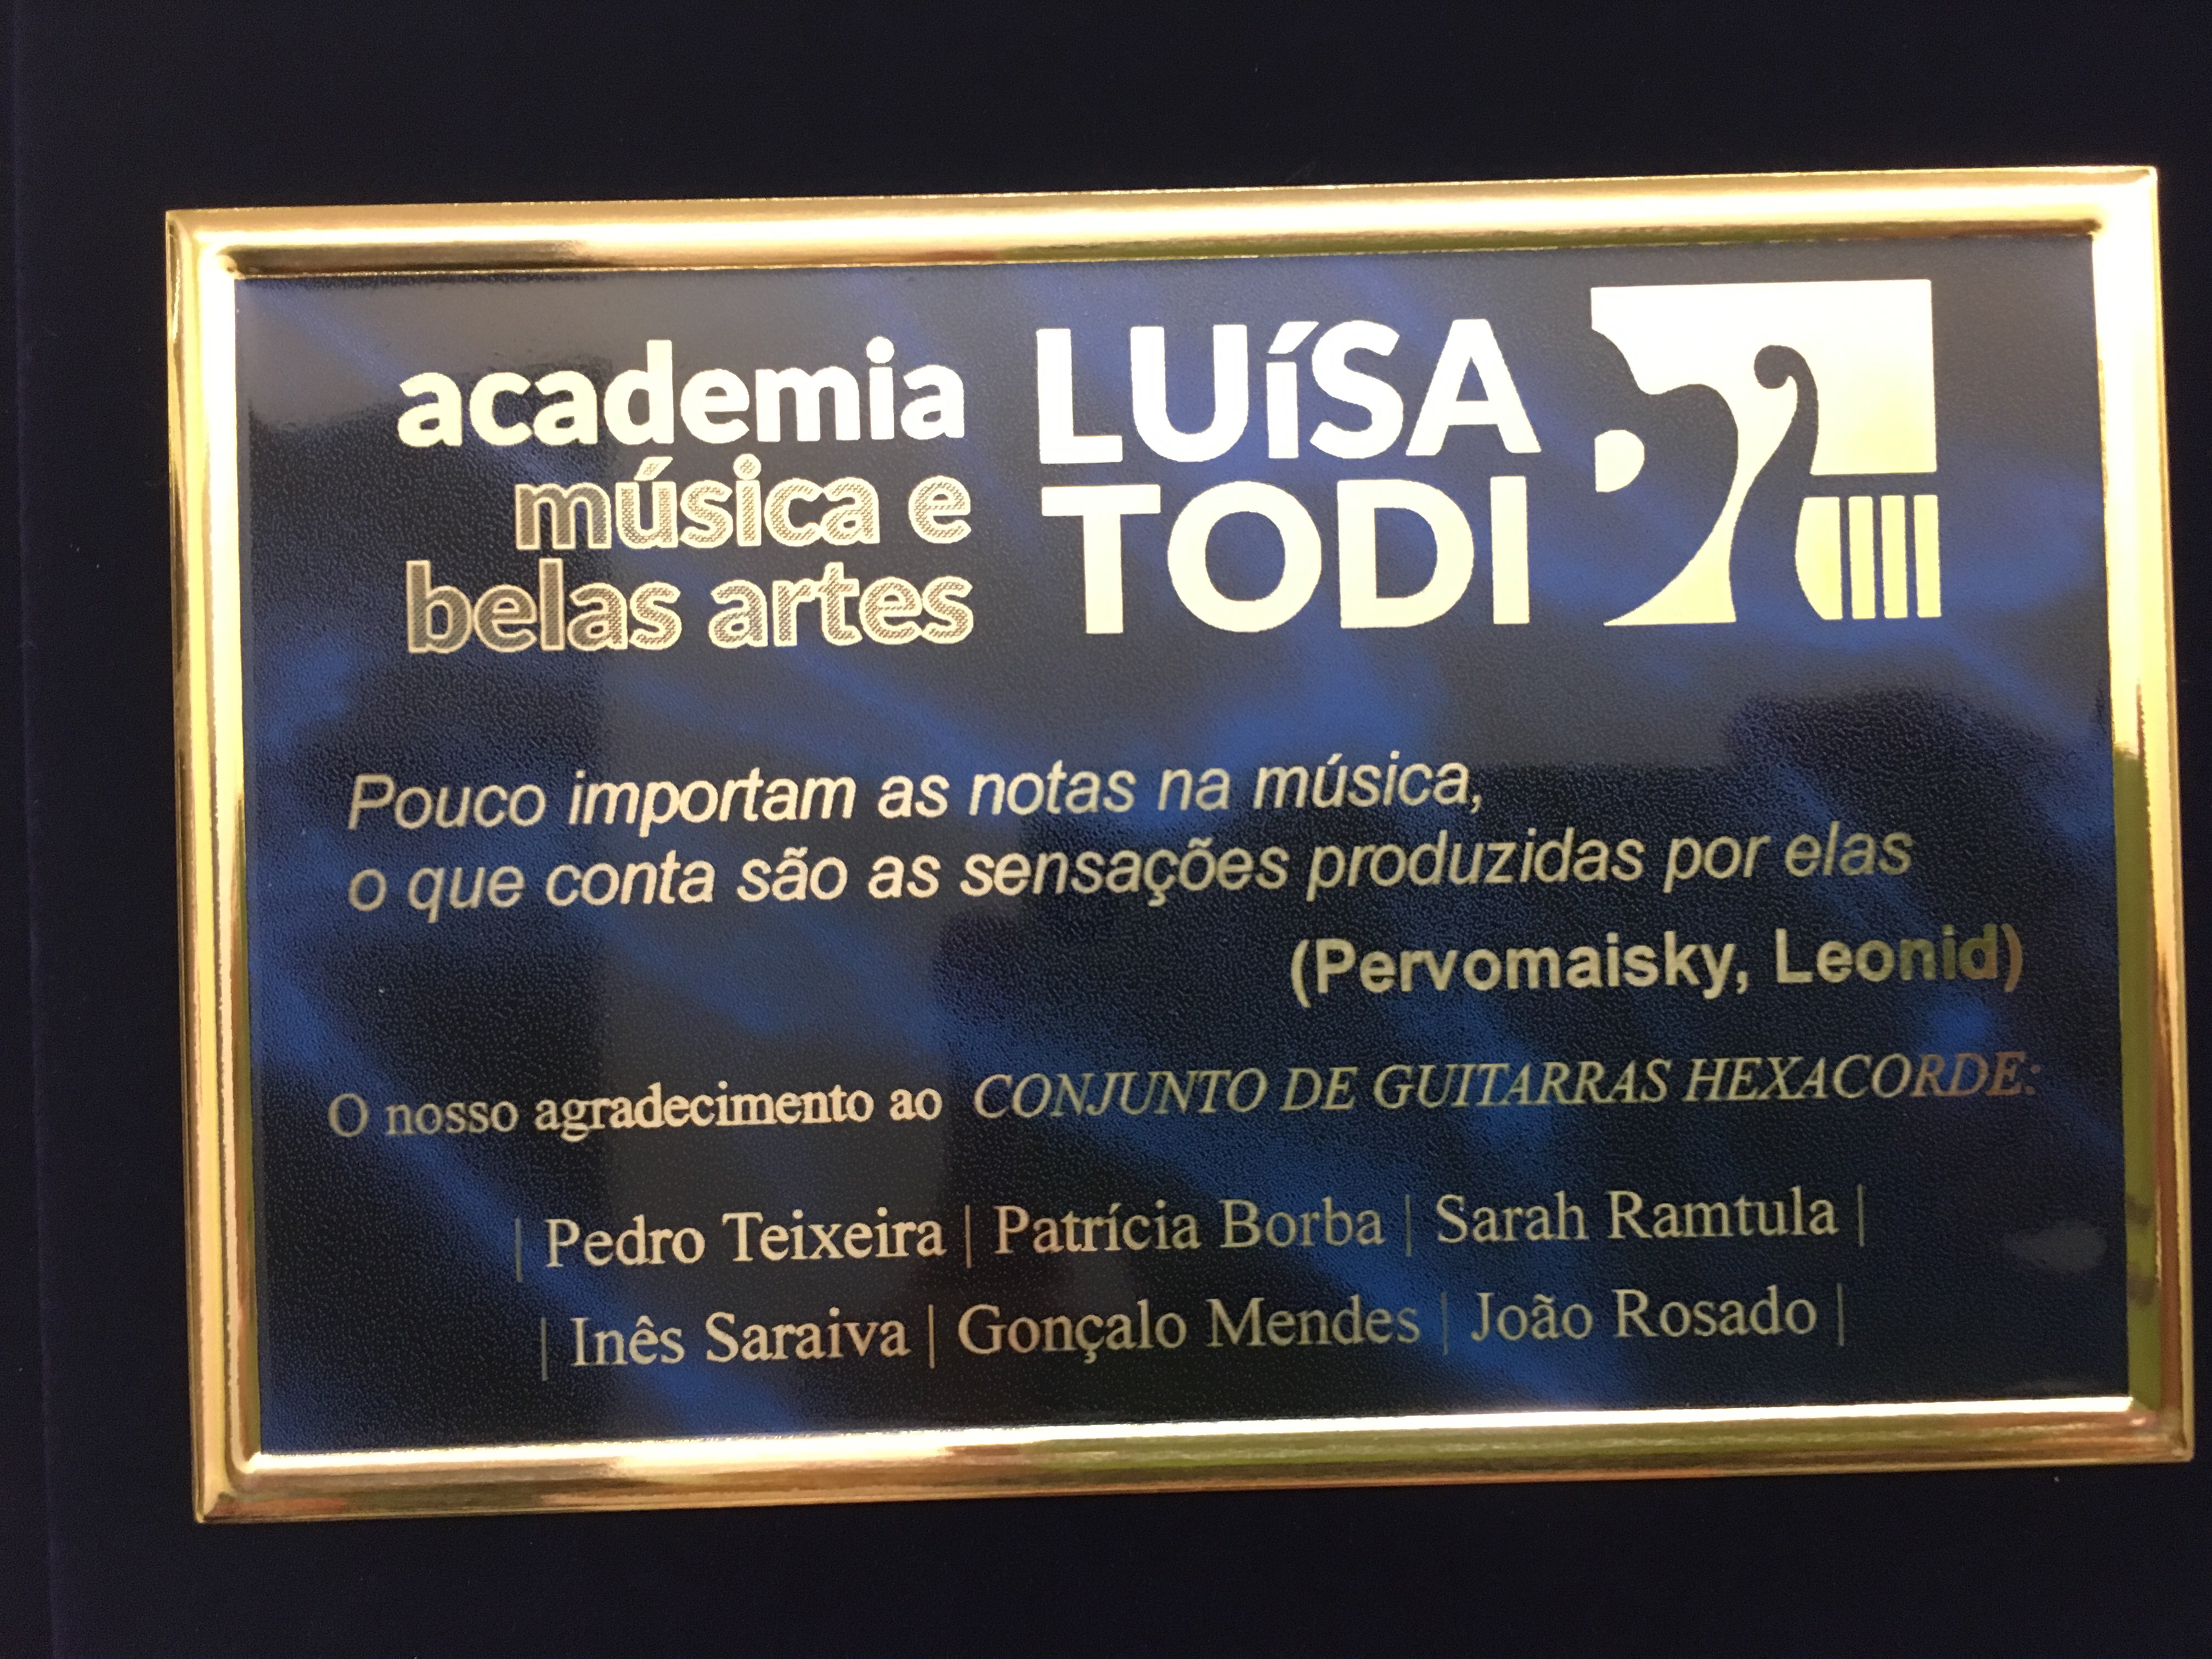 academia
música e
belas artes
LUíSA
TODI
Pouco importam as notas na música,
o que conta são as sensações produzidas por elas
(Pervomaisky, Leonid)
O nosso agradecimento ao CONJUNTO DE GUITARRAS HEXACORDE:
| Pedro Teixeira | Patrícia Borba | Sarah Ramtula |
| Inês Saraiva | Gonçalo Mendes | João Rosado |